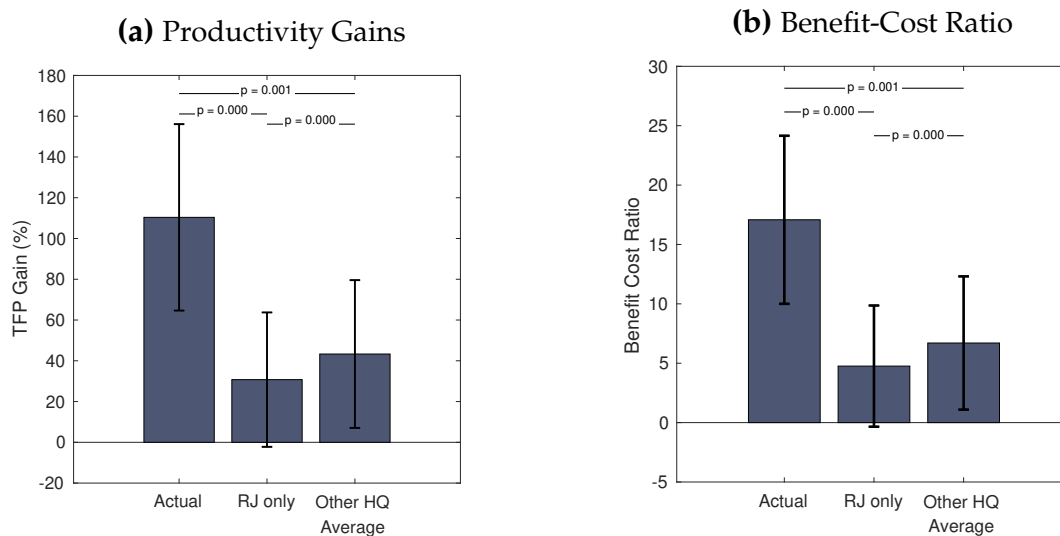 (a) Productivity Gains
180
160
140
120
100
80
60
40
20
0
-20
TFP Gain (%)
p = 0.001
p = 0.000
p = 0.000
Actual
RJ only
Other HQ
Average
(b) Benefit-Cost Ratio
30
25
20
15
10
5
0
-5
Benefit Cost Ratio
p = 0.001
p = 0.000
p = 0.000
Actual
RJ only
Other HQ
Average